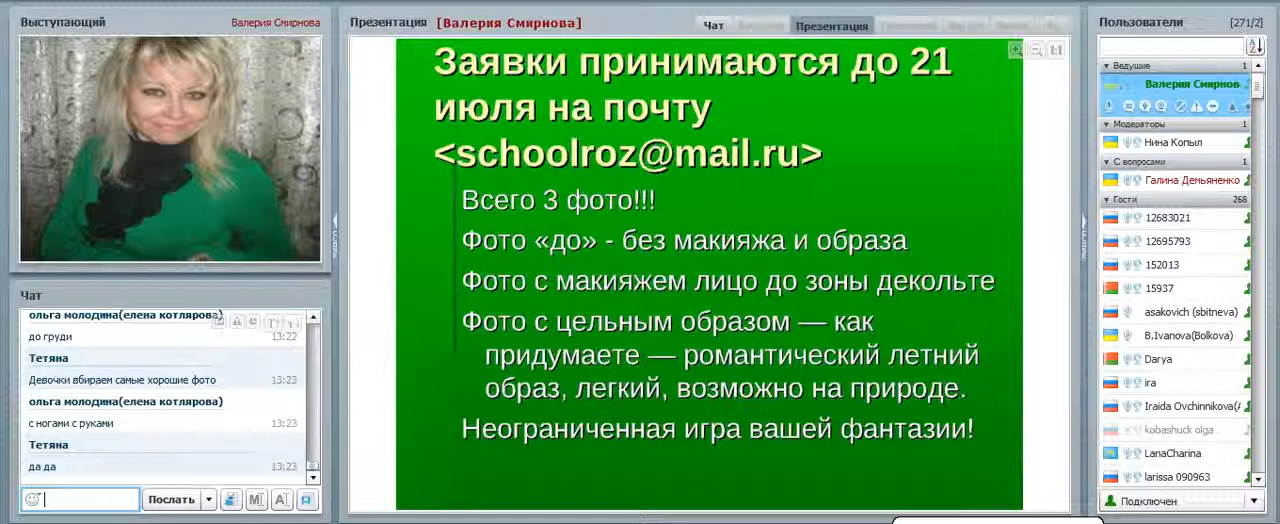 Выступающий
Валерия Смирнова
Чат
ольга молодина(елена котлярова)
до груди 13:22
Тетяна
Девочки вбираем самые хорошие фото 13:23
ольга молодина(елена котлярова)
с ногами с руками 13:23
Тетяна
да да 13:23
Послать
Презентация [Валерия Смирнова]
Чат
Презентация
Заявки принимаются до 21
июля на почту
<schoolroz@mail.ru>
Всего 3 фото!!!
Фото «до» - без макияжа и образа
Фото с макияжем лицо до зоны декольте
Фото с цельным образом — как
придумаете — романтический летний
образ, легкий, возможно на природе.
Неограниченная игра вашей фантазии!
Пользователи [271/2]
Ведущие 1
Валерия Смирнов
Модераторы 1
Нина Копыл
С вопросами 1
Галина Демьяненко
Гости 268
12683021
12695793
152013
15937
asakovich (sbitneva)
B.Ivanova(Bolkova)
Darya
ira
Iraida Ovchinnikova(
kobashuck olga
LanaCharina
larissa 090963
Подключен